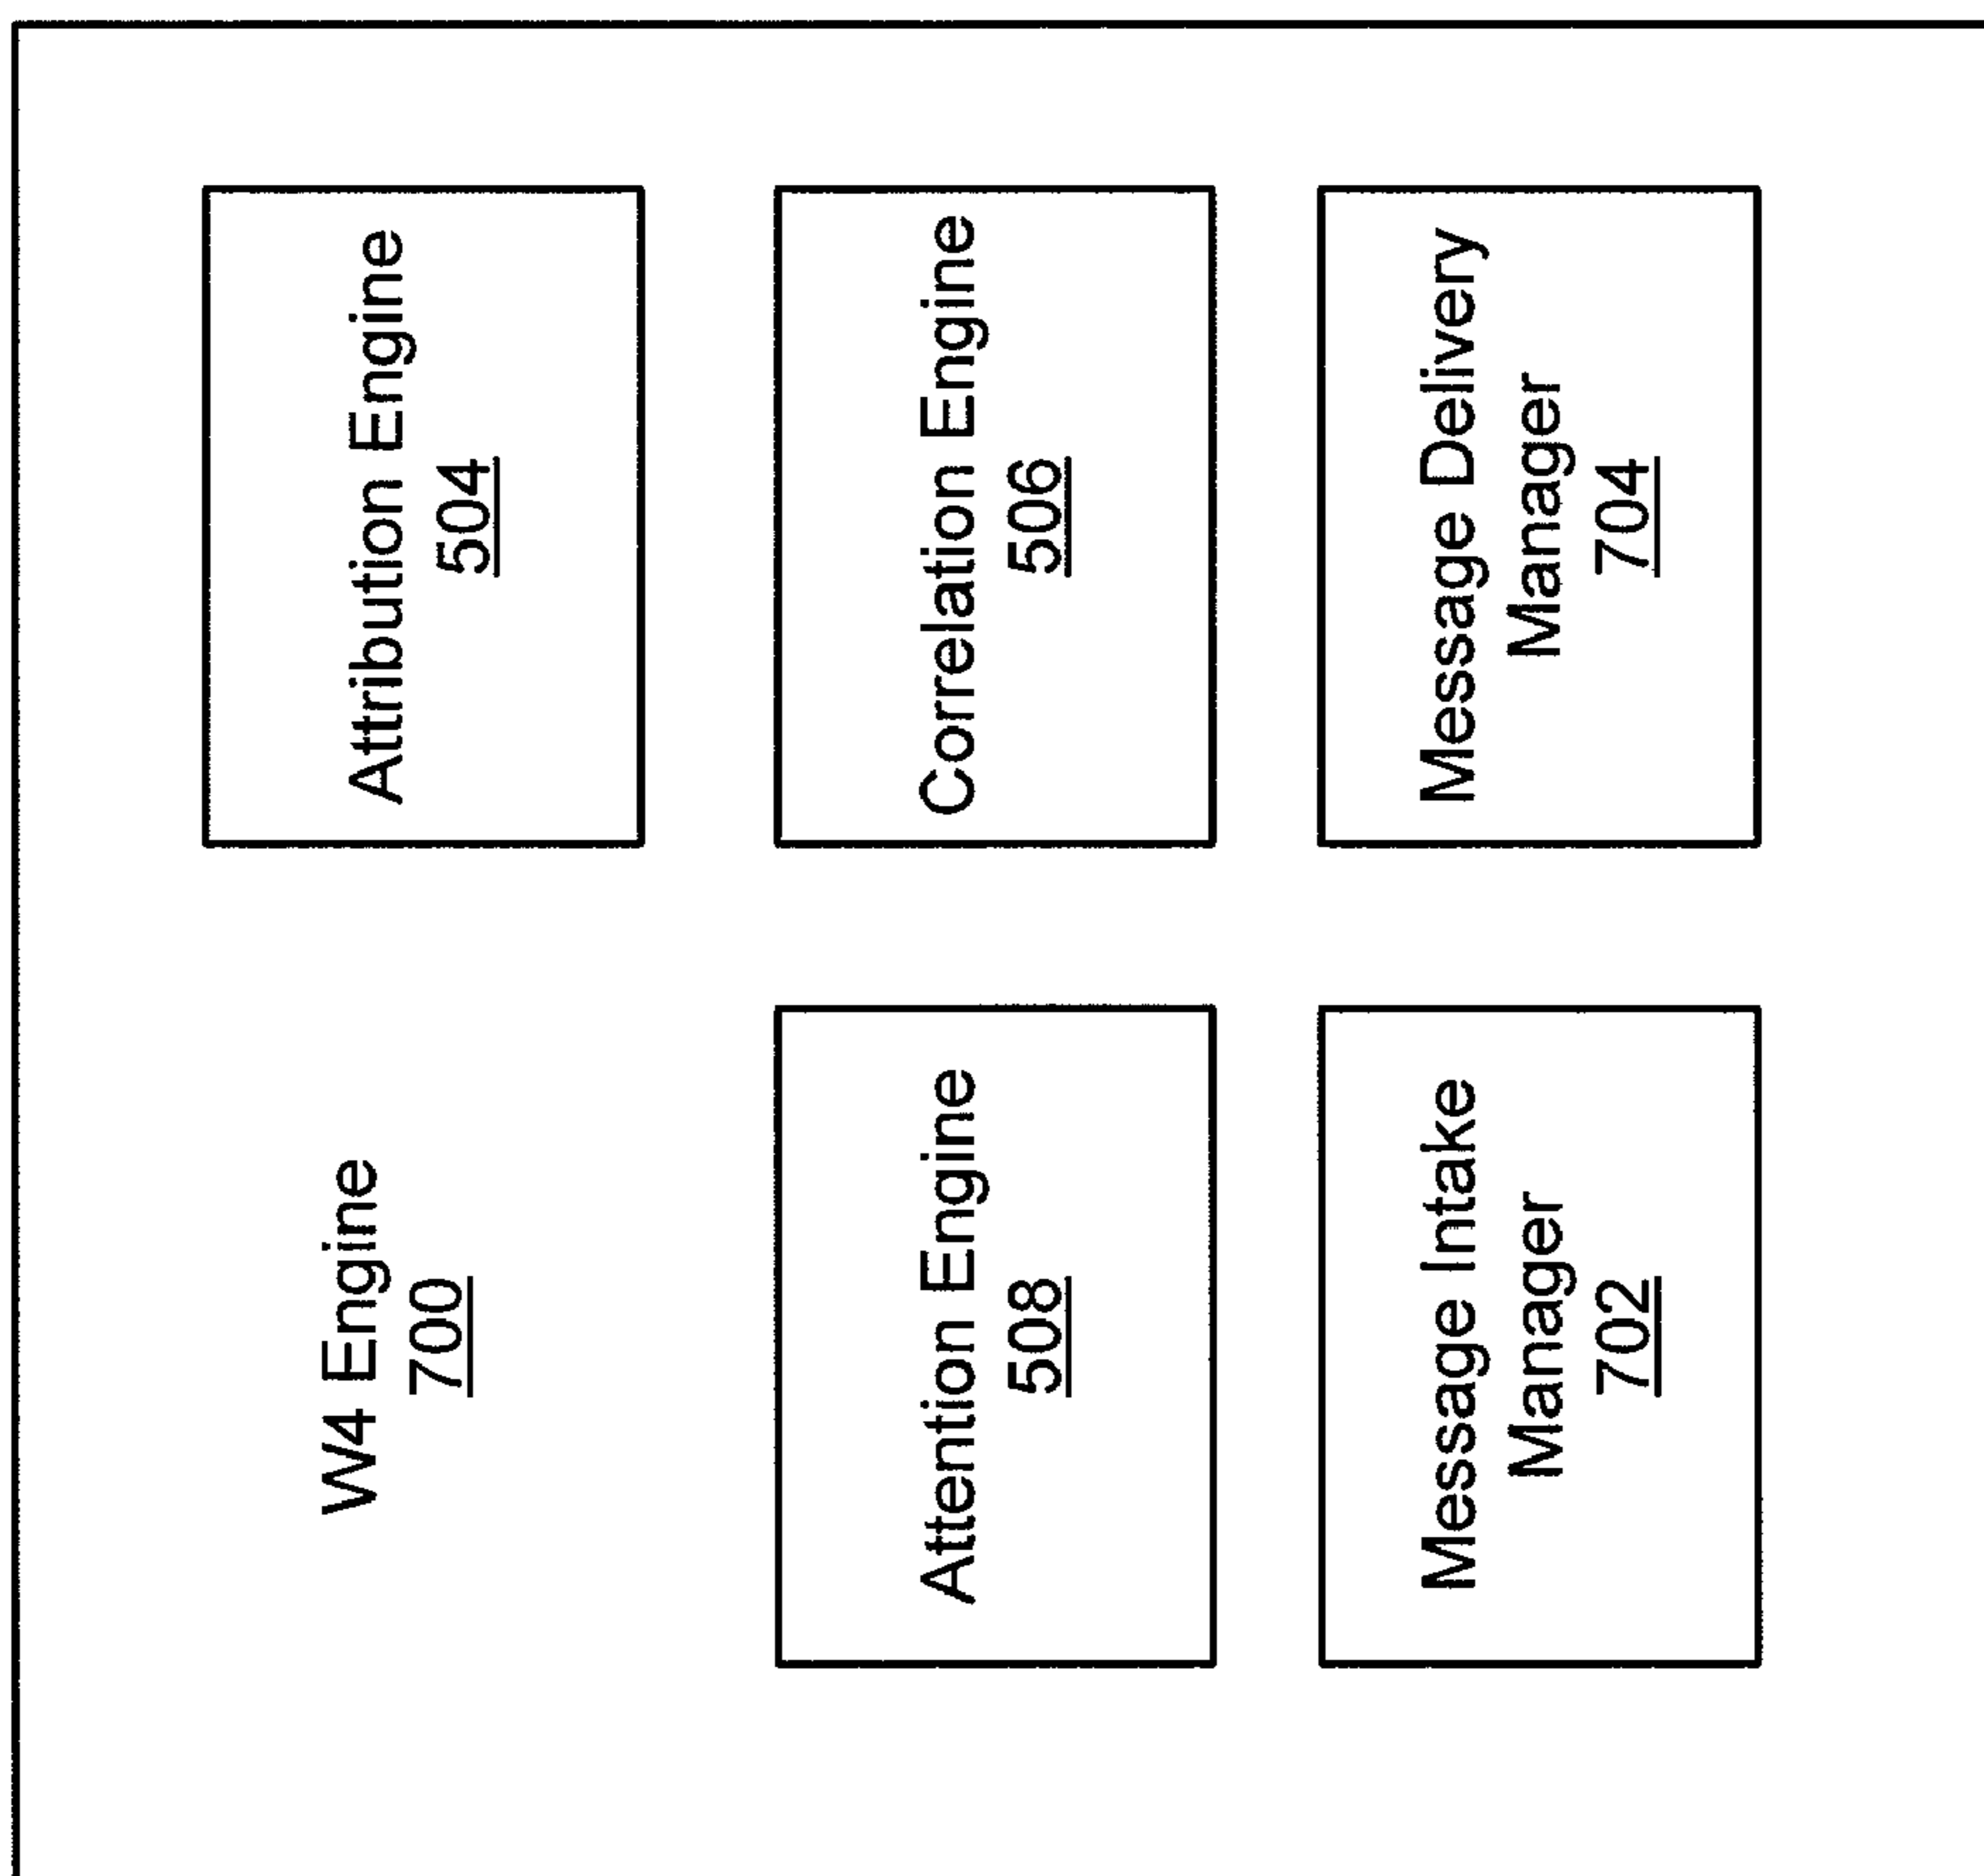 W4 Engine
700
Attribution Engine
504
Attention Engine
508
Correlation Engine
506
Message Intake
Manager
702
Message Delivery
Manager
704